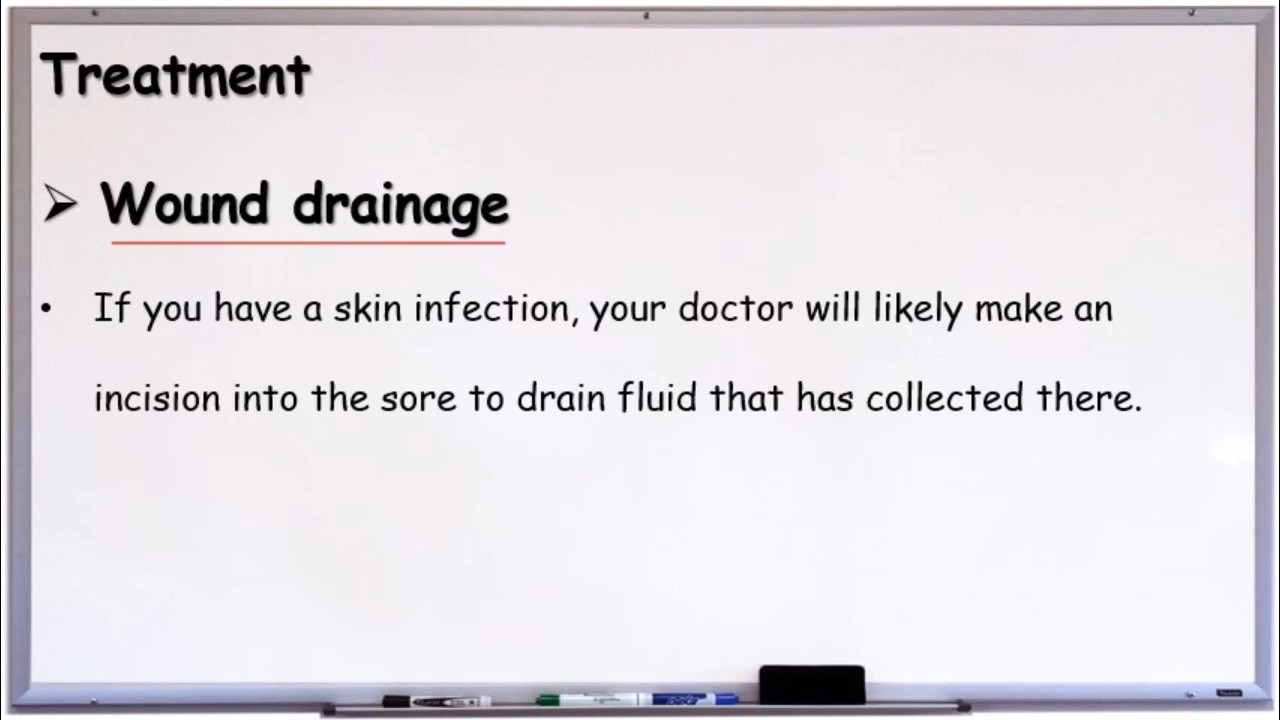 Treatment
➢ Wound drainage
• If you have a skin infection, your doctor will likely make an
incision into the sore to drain fluid that has collected there.